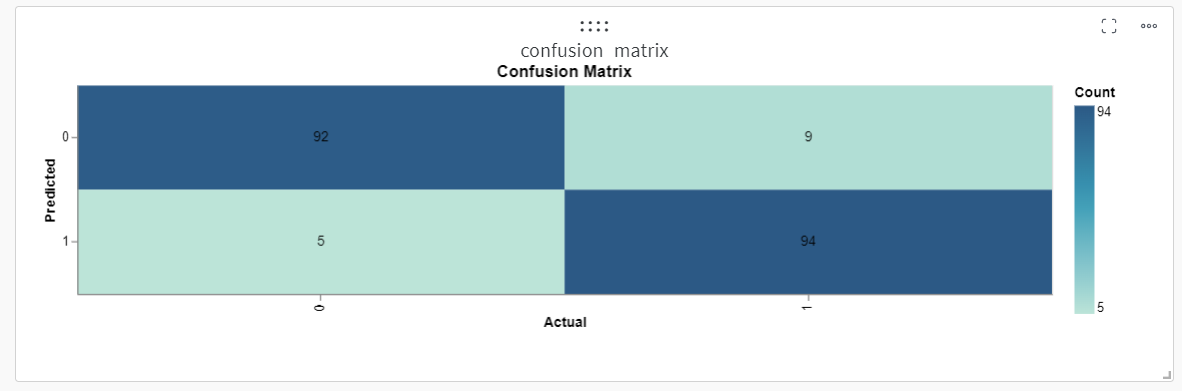 confusion matrix
Confusion Matrix
Count
94
5
Predicted
0
92
9
1
5
94
0
1
Actual